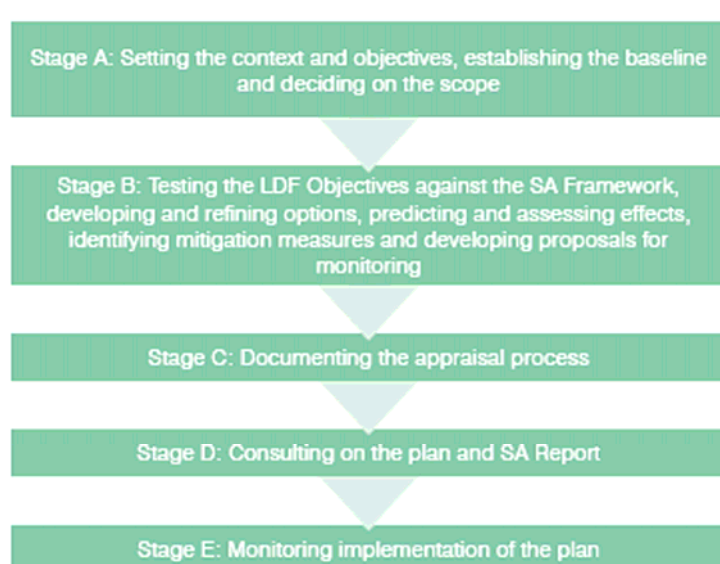 Stage A: Setting the context and objectives, establishing the baseline
and deciding on the scope
Stage B: Testing the LDF Objectives against the SA Framework,
developing and refining options, predicting and assessing effects,
identifying mitigation measures and developing proposals for
monitoring
Stage C: Documenting the appraisal process
Stage D: Consulting on the plan and SA Report
Stage E: Monitoring implementation of the plan